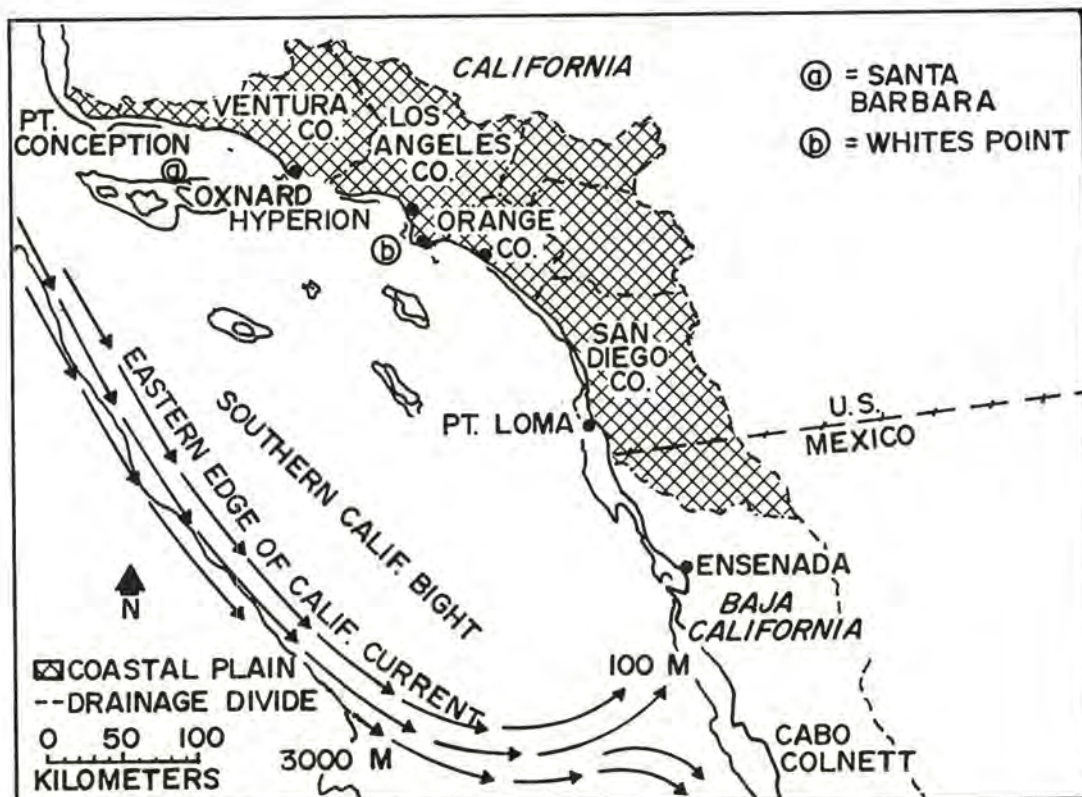 CALIFORNIA
ⓐ = SANTA
BARBARA
ⓑ = WHITES POINT
VENTURA
CO.
LOS
ANGELES
CO.
PT.
CONCEPTION
ⓐ
OXNARD
HYPERION
ORANGE
CO.
ⓑ
SAN
DIEGO
CO.
PT. LOMA
U.S.
MEXICO
EASTERN EDGE OF CALIF. CURRENT
SOUTHERN CALIF. BIGHT
ENSENADA
BAJA
CALIFORNIA
N
100 M
COASTAL PLAIN
--DRAINAGE DIVIDE
0 50 100
KILOMETERS
3000 M
CABO
COLNETT